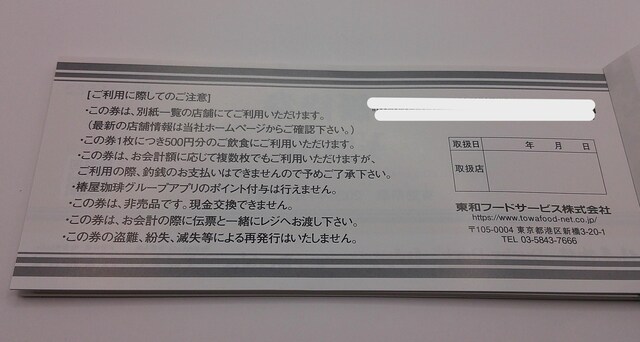 [ご利用に際してのご注意]
・この券は、別紙一覧の店舗にてご利用いただけます。
(最新の店舗情報は当社ホームページからご確認下さい。)
・この券1枚につき500円分のご飲食にご利用いただけます。
・この券は、お会計額に応じて複数枚でもご利用いただけますが、
ご利用の際、釣銭のお支払いはできませんので予めご了承下さい。
・椿屋珈琲グループアプリのポイント付与は行えません。
・この券は、非売品です。現金交換できません。
・この券は、お会計の際に伝票と一緒にレジへお渡し下さい。
・この券の盗難、紛失、滅失等による再発行はいたしません。
取扱日 年 月 日
取扱店
東和フードサービス株式会社
https://www.towafood-net.co.jp/
〒105-0004 東京都港区新橋3-20-1
TEL 03-5843-7666